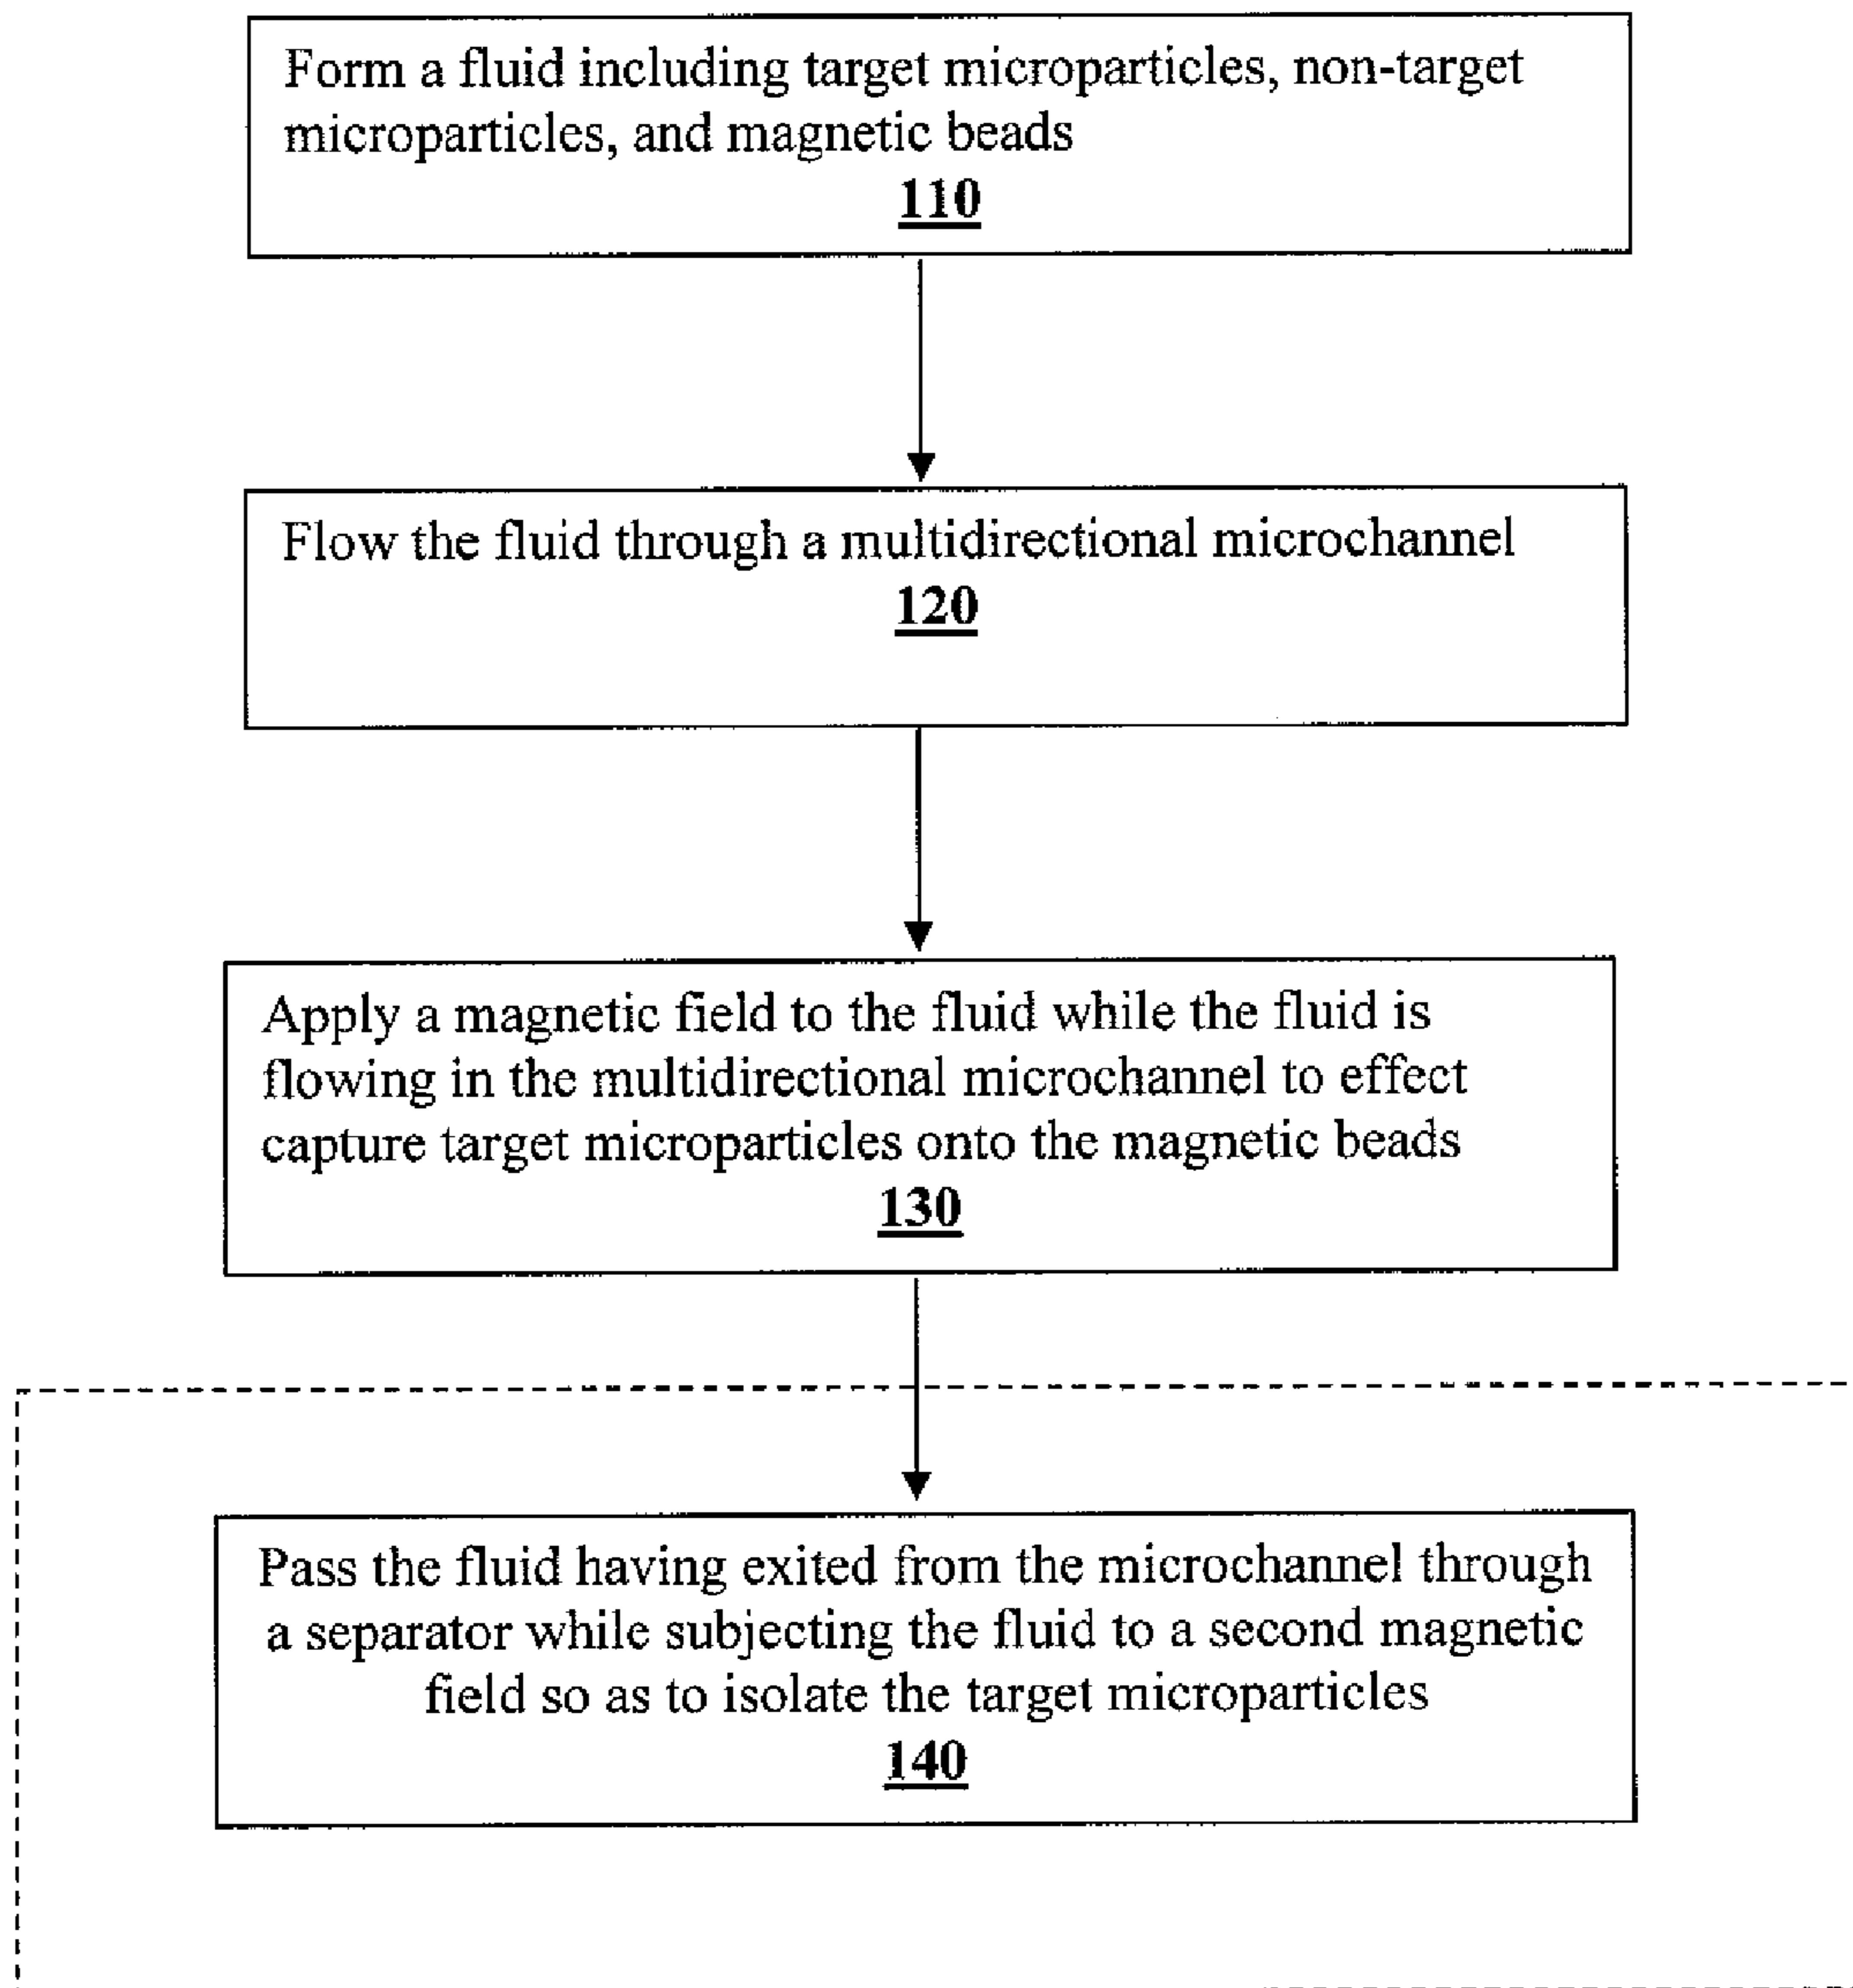 Form a fluid including target microparticles, non-target
microparticles, and magnetic beads
110
Flow the fluid through a multidirectional microchannel
120
Apply a magnetic field to the fluid while the fluid is
flowing in the multidirectional microchannel to effect
capture target microparticles onto the magnetic beads
130
Pass the fluid having exited from the microchannel through
a separator while subjecting the fluid to a second magnetic
field so as to isolate the target microparticles
140